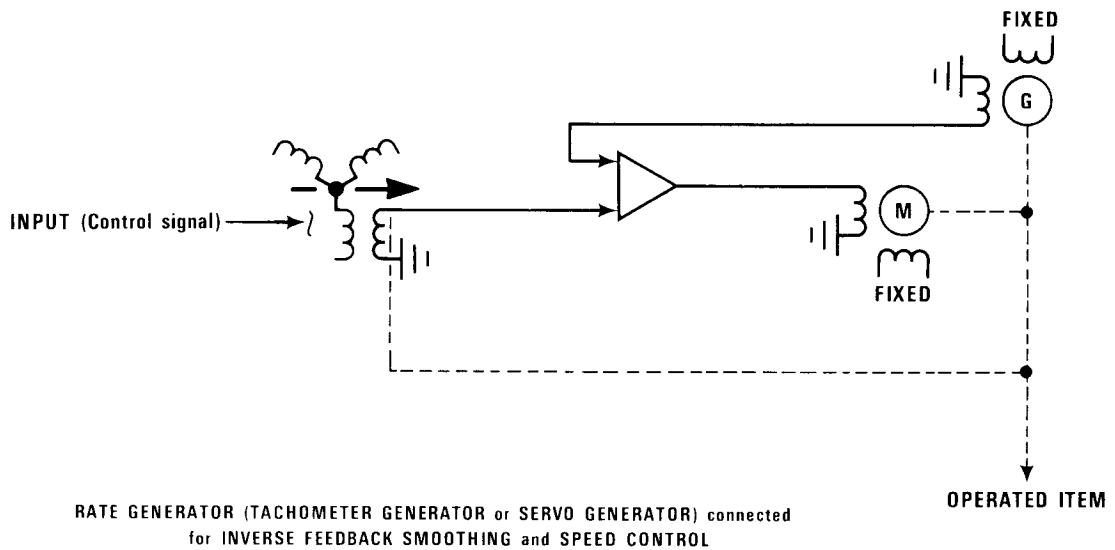 FIXED
G
INPUT (Control signal)
M
FIXED
OPERATED ITEM
RATE GENERATOR (TACHOMETER GENERATOR or SERVO GENERATOR) connected
for INVERSE FEEDBACK SMOOTHING and SPEED CONTROL